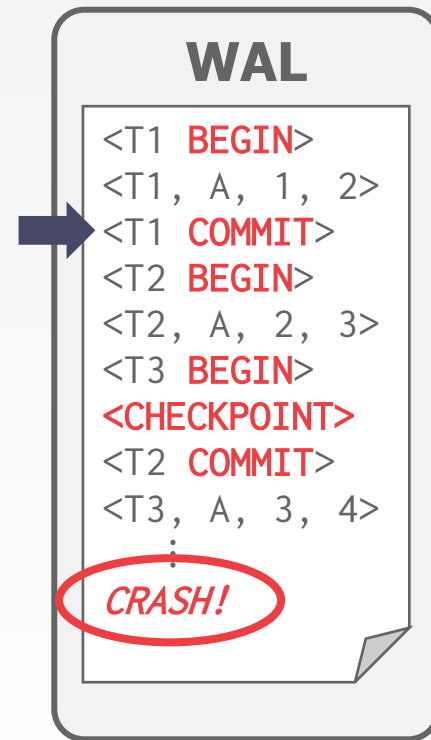 WAL
<T1 BEGIN>
<T1, A, 1, 2>
<T1 COMMIT>
<T2 BEGIN>
<T2, A, 2, 3>
<T3 BEGIN>
<CHECKPOINT>
<T2 COMMIT>
<T3, A, 3, 4>
⋮
CRASH!